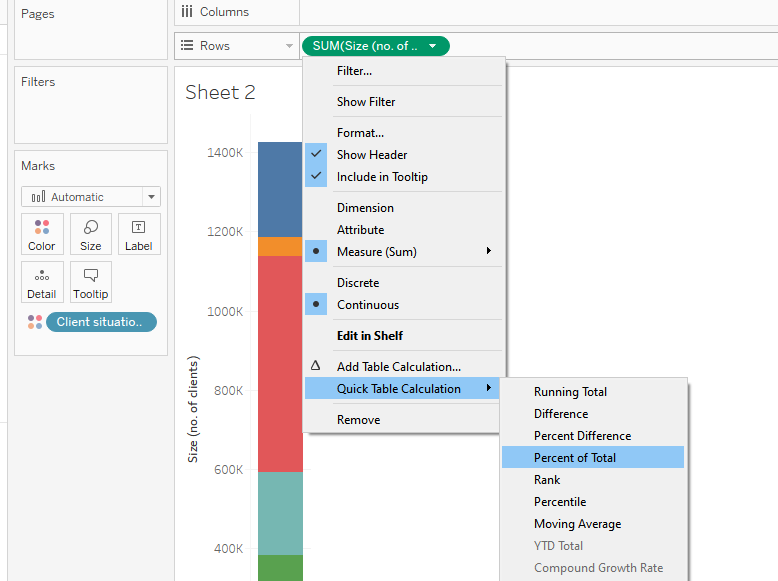 Pages
Columns
Rows
SUM(Size (no. of ..
Filters
Marks
Automatic
Color
Size
Label
Detail
Tooltip
Client situatio..
Sheet 2
1400K
1200K
1000K
800K
600K
400K
Size (no. of clients)
Filter...
Show Filter
Format...
Show Header
Include in Tooltip
Dimension
Attribute
Measure (Sum)
Discrete
Continuous
Edit in Shelf
Add Table Calculation...
Quick Table Calculation
Remove
Running Total
Difference
Percent Difference
Percent of Total
Rank
Percentile
Moving Average
YTD Total
Compound Growth Rate